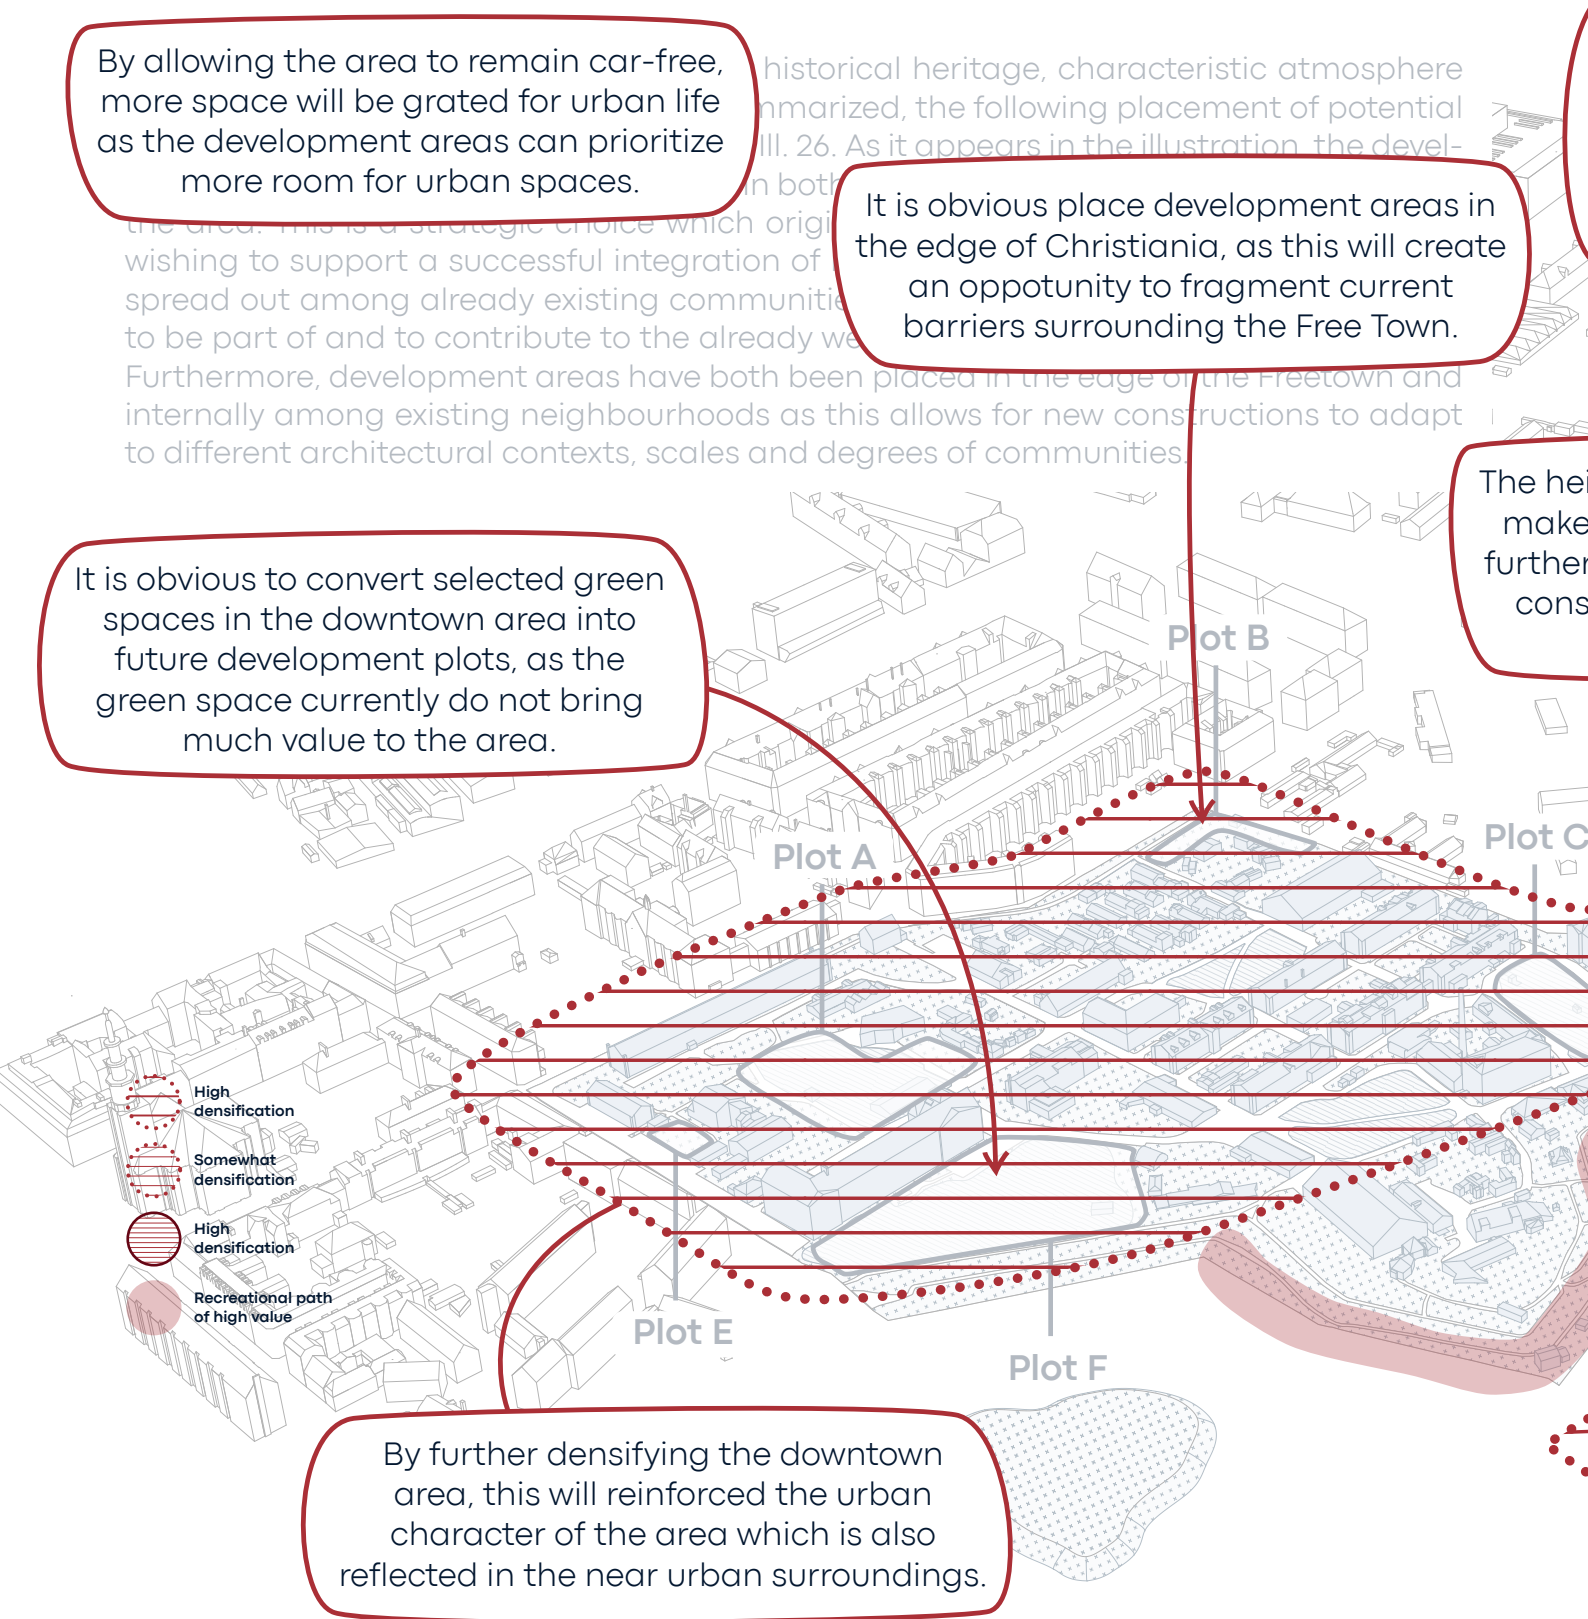 By allowing the area to remain car-free,
more space will be grated for urban life
as the development areas can prioritize
more room for urban spaces.
historical heritage, characteristic atmosphere
the following placement of potential
Ill. 26. As it appears in the illustration, the devel-
in both
It is obvious place development areas in
the edge of Christiania, as this will create
an oppotunity to fragment current
barriers surrounding the Free Town.
the area. This is a strategic choice which
wishing to support a successful integration of
spread out among already existing
to be part of and to contribute to the already
Furthermore, development areas have both been placed in the edge of the Freetown and
internally among existing neighbourhoods as this allows for new constructions to adapt
to different architectural contexts, scales and degrees of communities.
The
make
further
It is obvious to convert selected green
spaces in the downtown area into
future development plots, as the
green space currently do not bring
much value to the area.
Plot B
Plot C
Plot A
High
densification
Somewhat
densification
High
densification
Recreational path
of high value
Plot E
Plot F
By further densifying the downtown
area, this will reinforced the urban
character of the area which is also
reflected in the near urban surroundings.